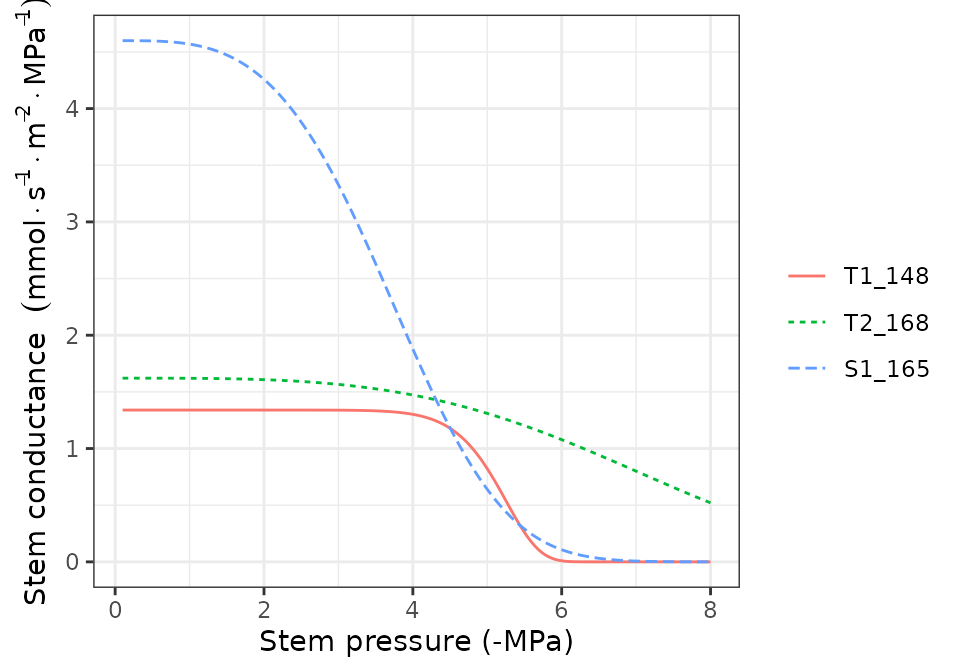 Stem conductance (mmol · s⁻¹ · m⁻² · MPa⁻¹)
4
3
2
1
0
0 2 4 6 8
Stem pressure (-MPa)
T1_148
T2_168
S1_165